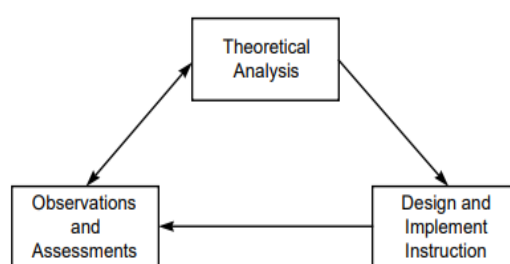 Theoretical
Analysis
Observations
and
Assessments
Design and
Implement
Instruction